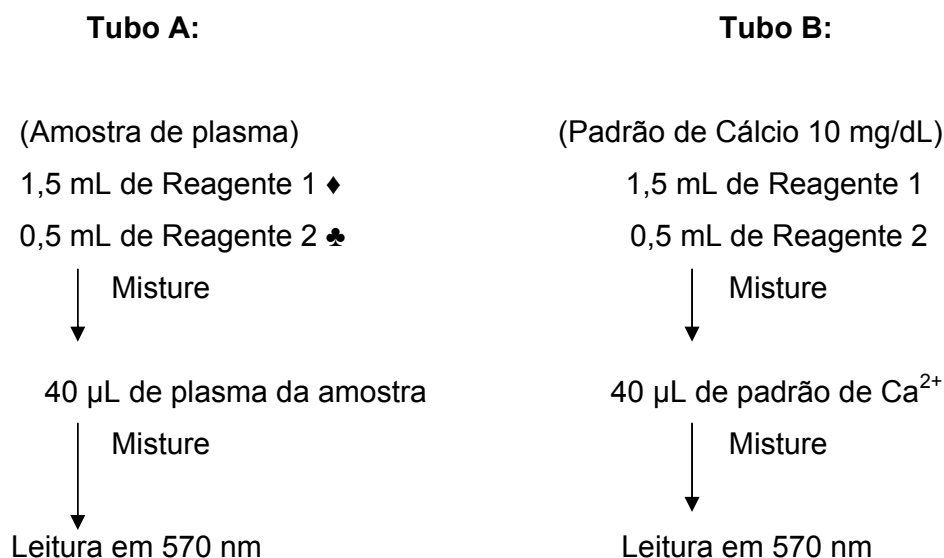 Tubo A:
Tubo B:
(Amostra de plasma)
(Padrão de Cálcio 10 mg/dL)
1,5 mL de Reagente 1 ♦
1,5 mL de Reagente 1
0,5 mL de Reagente 2 ♣
0,5 mL de Reagente 2
Misture
Misture
40 µL de plasma da amostra
40 µL de padrão de Ca²⁺
Misture
Misture
Leitura em 570 nm
Leitura em 570 nm